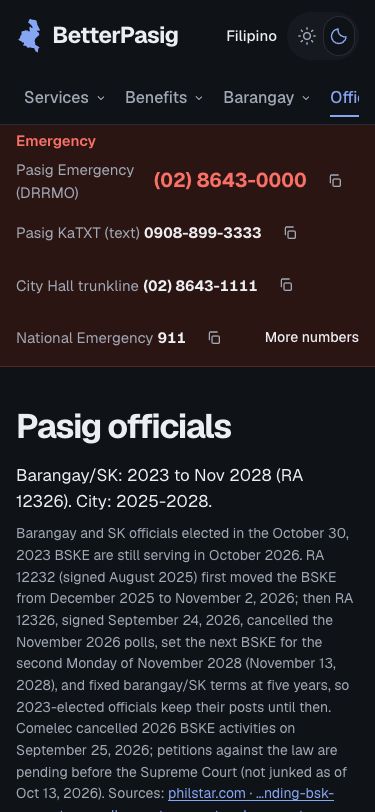 BetterPasig
Filipino
Services
Benefits
Barangay
Offic
Emergency
Pasig Emergency
(DRRMO)
(02) 8643-0000
Pasig KaTXT (text) 0908-899-3333
City Hall trunkline (02) 8643-1111
National Emergency 911
More numbers
Pasig officials
Barangay/SK: 2023 to Nov 2028 (RA
12326). City: 2025-2028.
Barangay and SK officials elected in the October 30,
2023 BSKE are still serving in October 2026. RA
12232 (signed August 2025) first moved the BSKE
from December 2025 to November 2, 2026; then RA
12326, signed September 24, 2026, cancelled the
November 2026 polls, set the next BSKE for the
second Monday of November 2028 (November 13,
2028), and fixed barangay/SK terms at five years, so
2023-elected officials keep their posts until then.
Comelec cancelled 2026 BSKE activities on
September 25, 2026; petitions against the law are
pending before the Supreme Court (not junked as of
Oct 13, 2026). Sources: philstar.com · …nding-bsk-